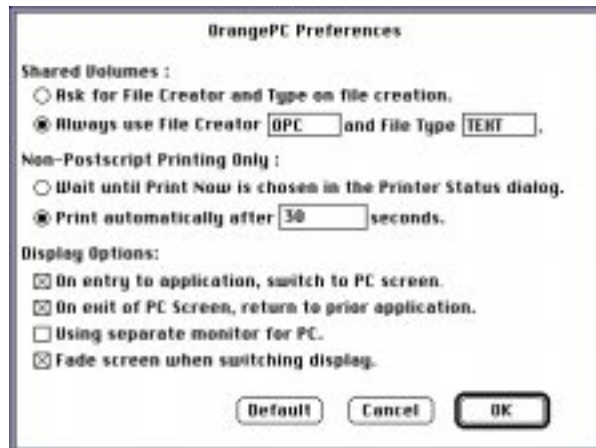 OrangePC Preferences
Shared Volumes :
Ask for File Creator and Type on file creation.
Always use File Creator OPC and File Type TEXT .
Non-Postscript Printing Only :
Wait until Print Now is chosen in the Printer Status dialog.
Print automatically after 30 seconds.
Display Options:
On entry to application, switch to PC screen.
On exit of PC Screen, return to prior application.
Using separate monitor for PC.
Fade screen when switching display.
Default Cancel OK